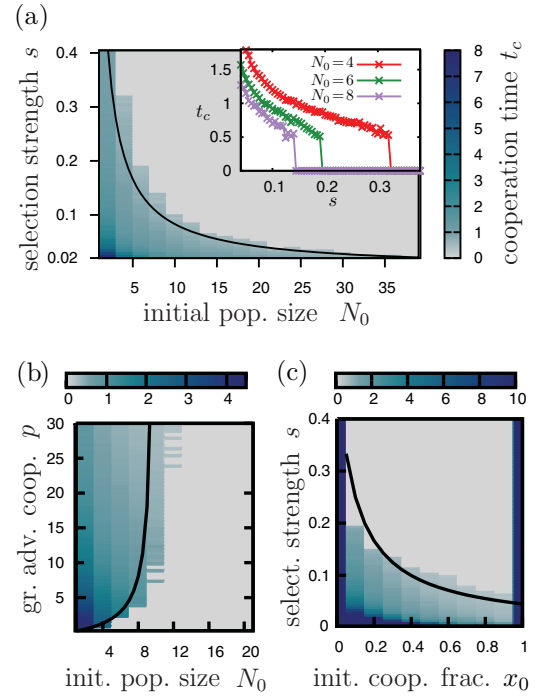 (a)
selection strength s
0.4
0.3
0.2
0.1
0.02
5 10 15 20 25 30 35
initial pop. size N₀
t_c
2
1.5
1
0.5
0
0.1 0.2 0.3
s
N₀ = 4
N₀ = 6
N₀ = 8
8
7
6
5
4
3
2
1
0
cooperation time t_c
(b)
0 1 2 3 4
gr. adv. coop. p
30
25
20
15
10
5
4 8 12 16 20
init. pop. size N₀
(c)
0 2 4 6 8 10
select. strength s
0.4
0.3
0.2
0.1
0
0 0.2 0.4 0.6 0.8 1
init. coop. frac. x₀